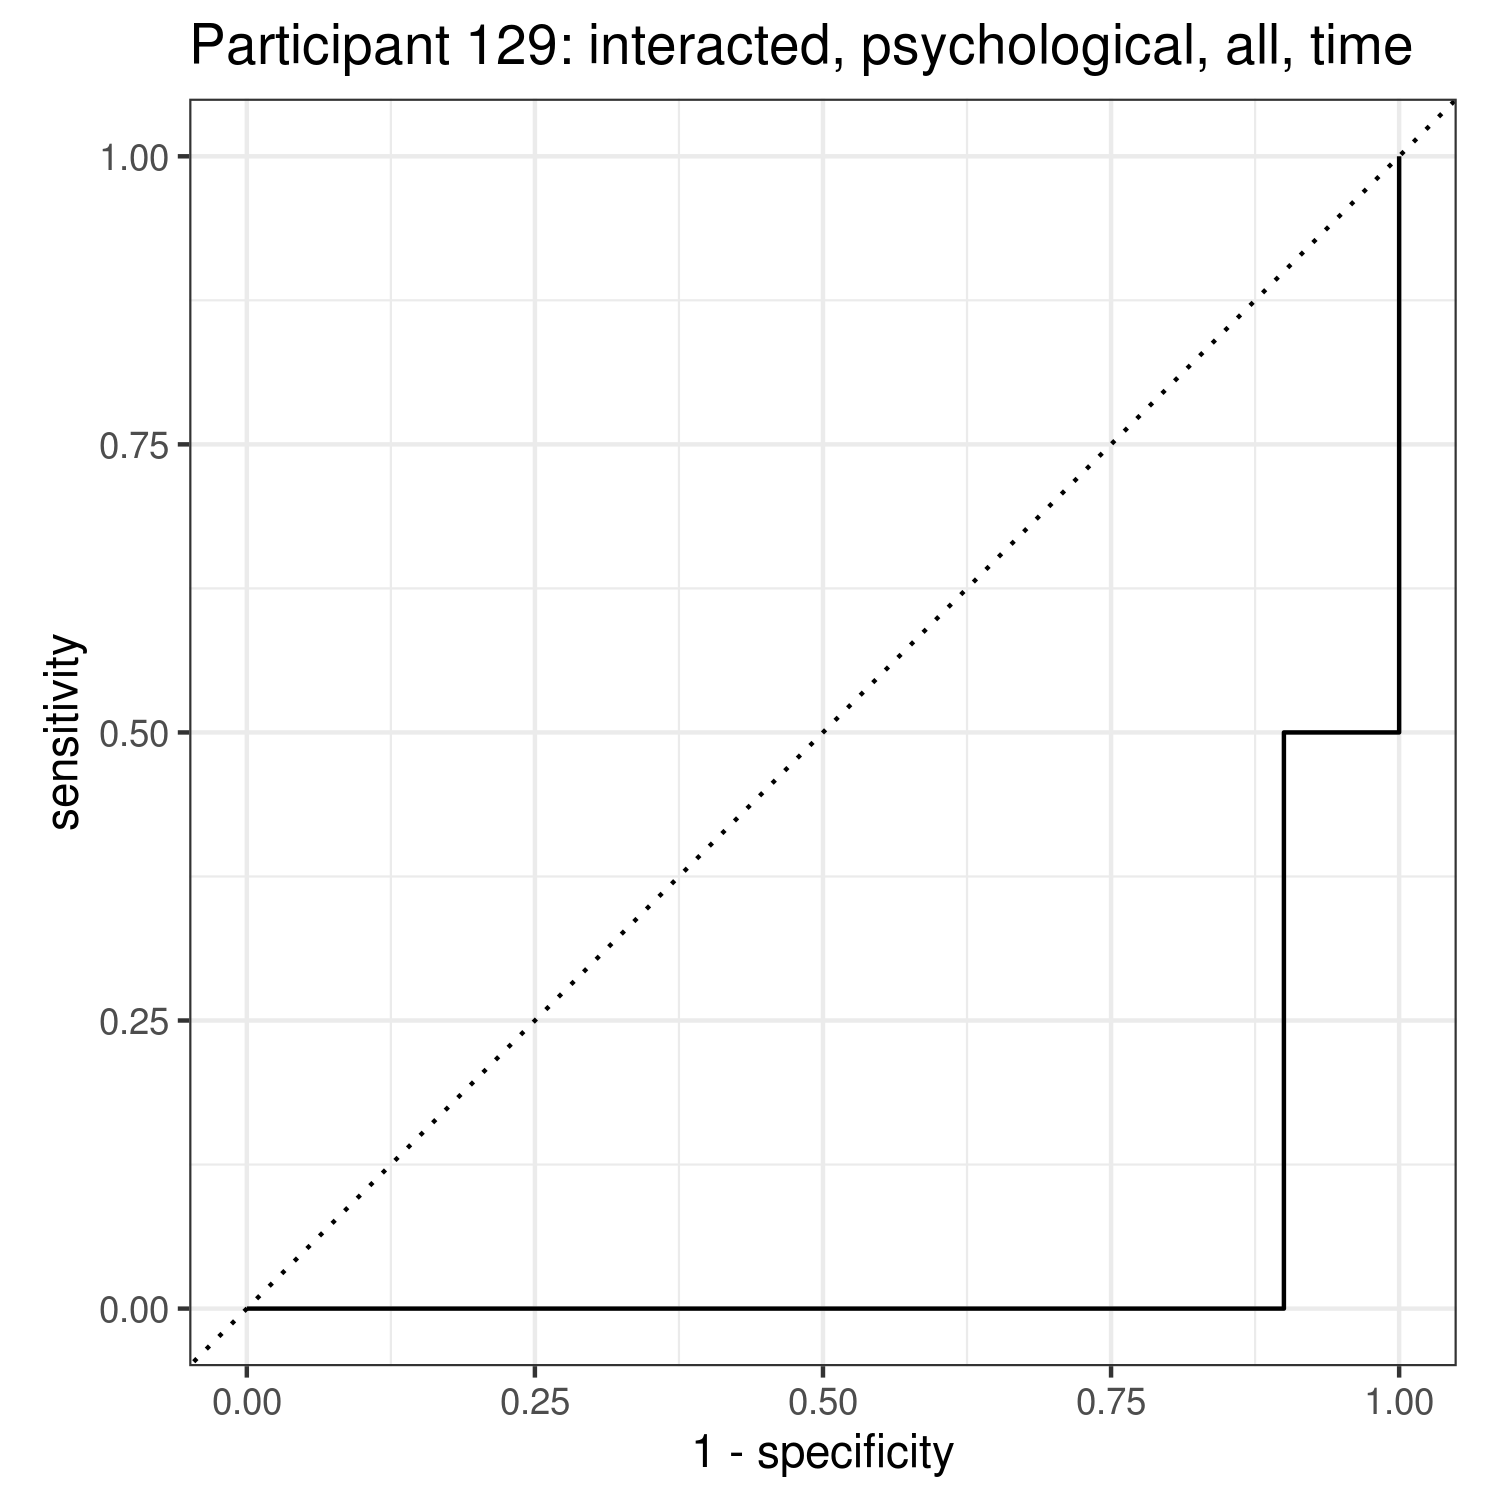 Participant 129: interacted, psychological, all, time
1.00
0.75
0.50
0.25
0.00
sensitivity
0.00 0.25 0.50 0.75 1.00
1 - specificity